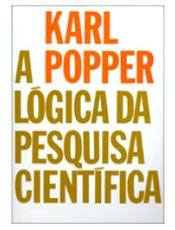 KARL
A POPPER
LÓGICA DA
PESQUISA
CIENTÍFICA